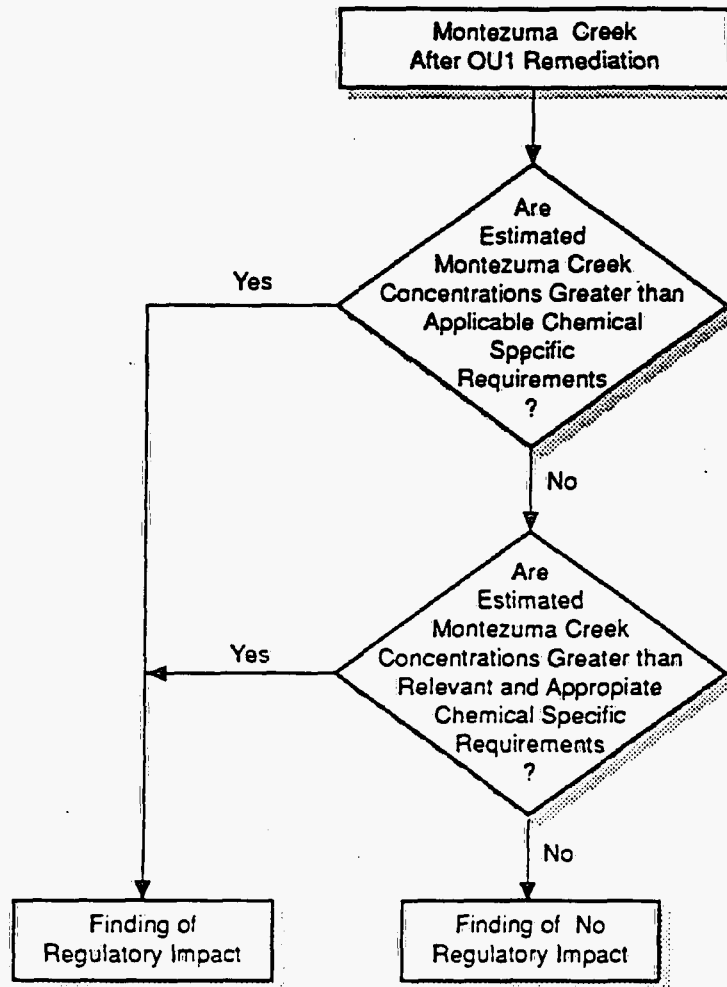 Montezuma Creek
After OU1 Remediation
Are
Estimated
Montezuma Creek
Concentrations Greater than
Applicable Chemical
Specific
Requirements
?
Yes
No
Are
Estimated
Montezuma Creek
Concentrations Greater than
Relevant and Appropiate
Chemical Specific
Requirements
?
Yes
No
Finding of
Regulatory Impact
Finding of No
Regulatory Impact